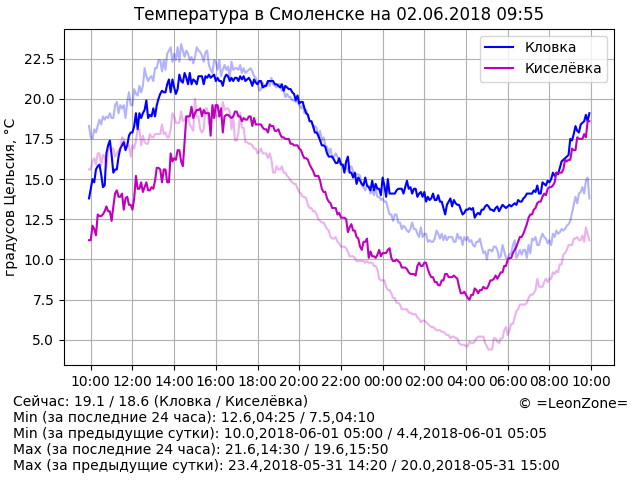 Температура в Смоленске на 02.06.2018 09:55
Кловка
Киселёвка
градусов Цельсия, °C
22.5
20.0
17.5
15.0
12.5
10.0
7.5
5.0
10:00 12:00 14:00 16:00 18:00 20:00 22:00 00:00 02:00 04:00 06:00 08:00 10:00
Сейчас: 19.1 / 18.6 (Кловка / Киселёвка)
© =LeonZone=
Min (за последние 24 часа): 12.6,04:25 / 7.5,04:10
Min (за предыдущие сутки): 10.0,2018-06-01 05:00 / 4.4,2018-06-01 05:05
Max (за последние 24 часа): 21.6,14:30 / 19.6,15:50
Max (за предыдущие сутки): 23.4,2018-05-31 14:20 / 20.0,2018-05-31 15:00